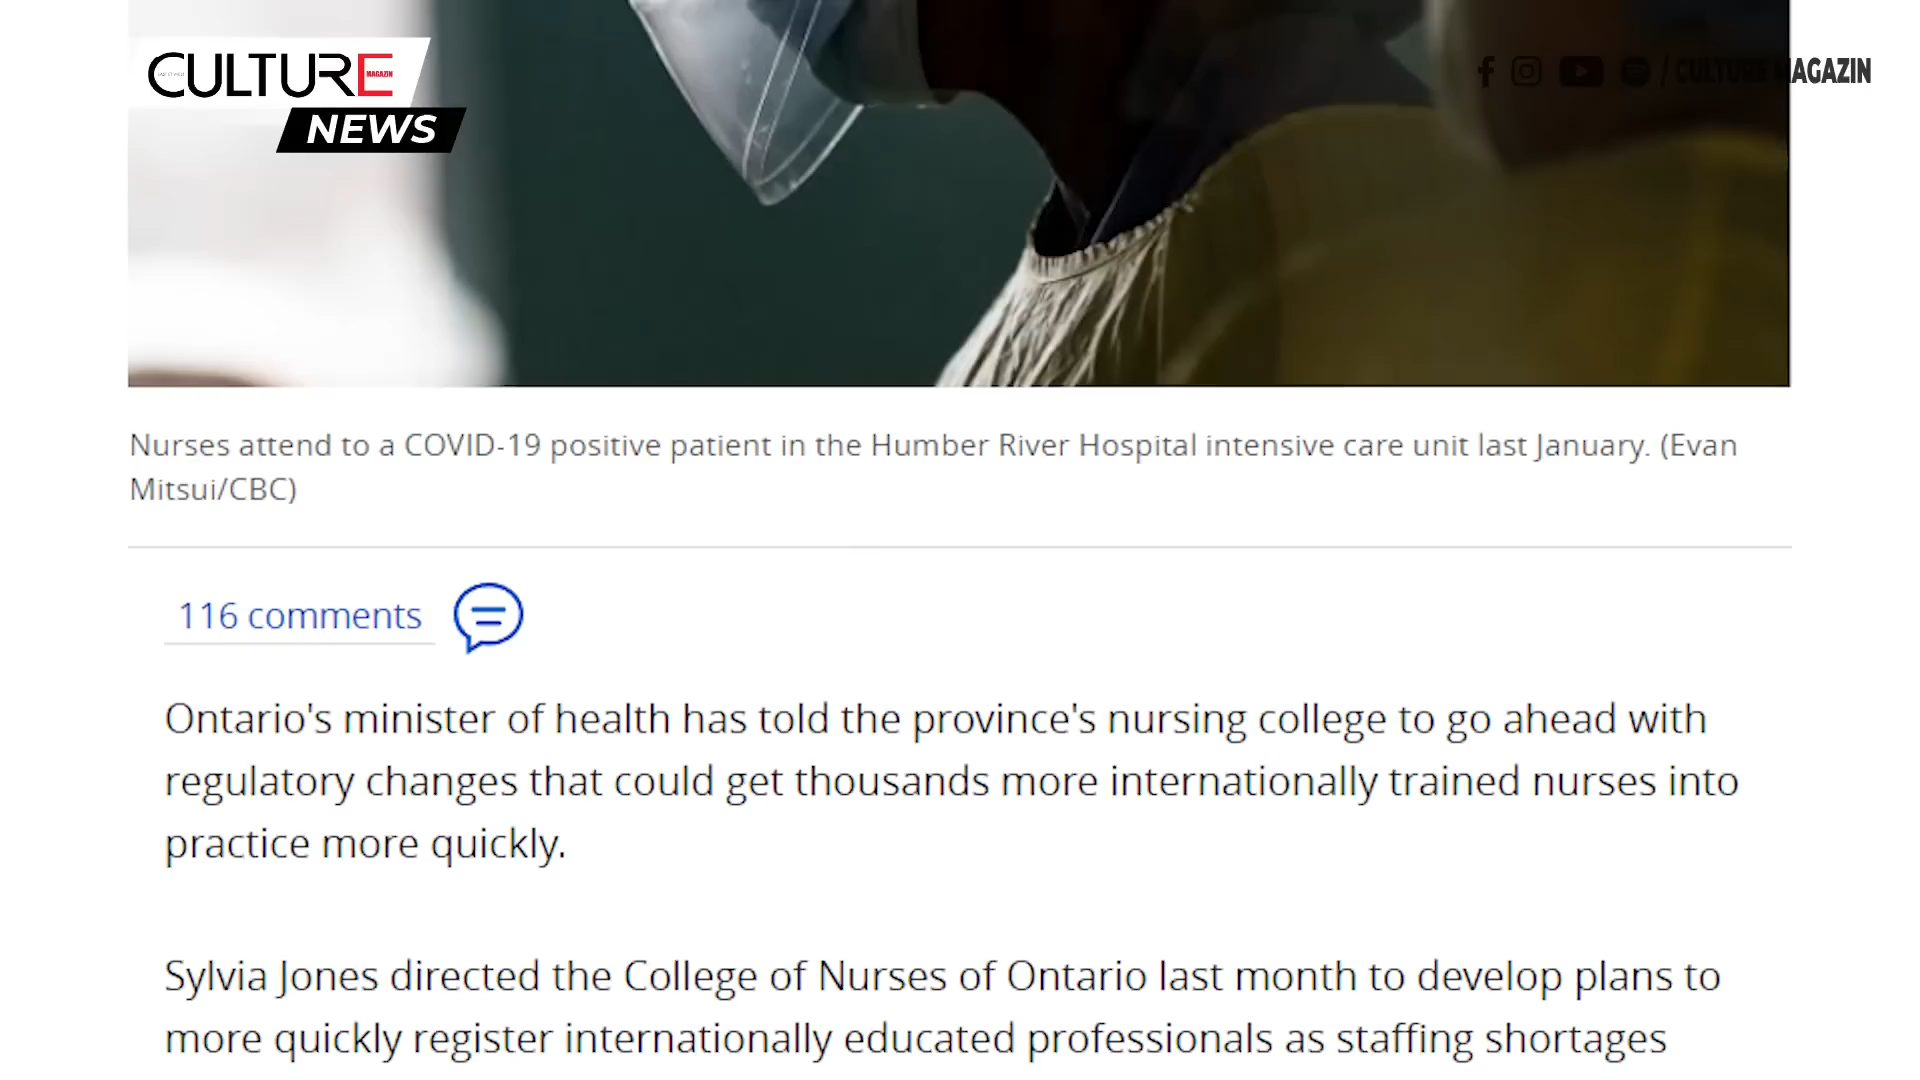 CULTURE
MAGAZIN
NEWS
/ CULTURE MAGAZIN
Nurses attend to a COVID-19 positive patient in the Humber River Hospital intensive care unit last January. (Evan
Mitsui/CBC)
116 comments
Ontario's minister of health has told the province's nursing college to go ahead with
regulatory changes that could get thousands more internationally trained nurses into
practice more quickly.
Sylvia Jones directed the College of Nurses of Ontario last month to develop plans to
more quickly register internationally educated professionals as staffing shortages